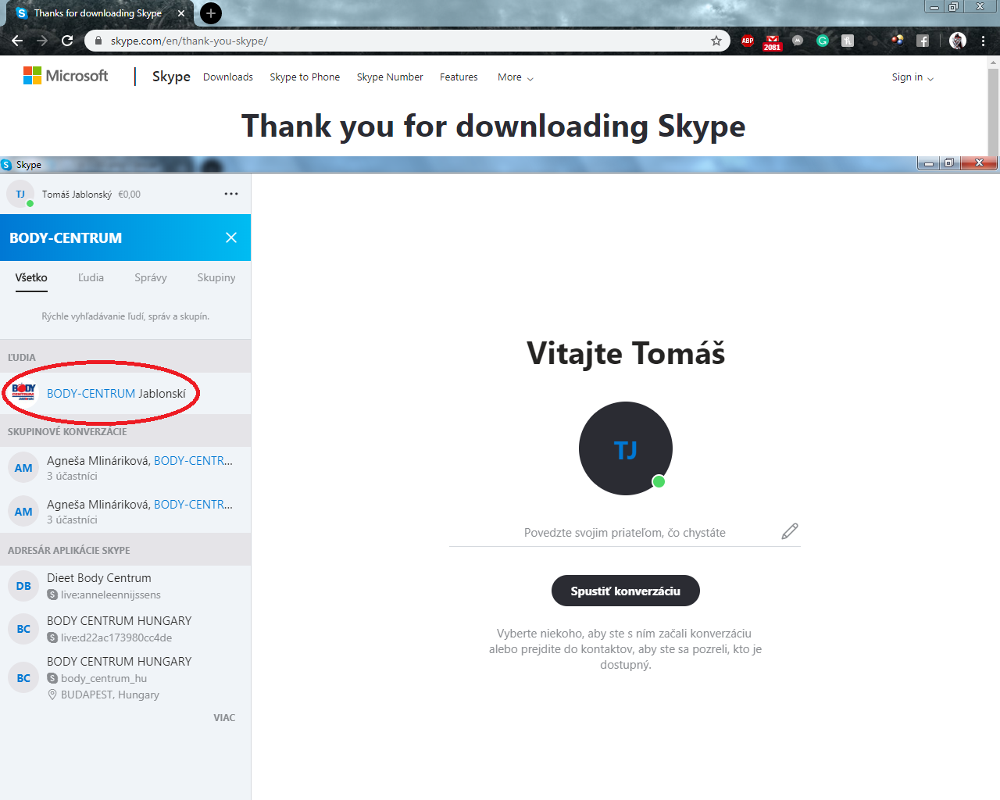 Thanks for downloading Skype
skype.com/en/thank-you-skype/
ABP
2081
Microsoft
Skype Downloads Skype to Phone Skype Number Features More Sign in
Thank you for downloading Skype
Skype
TJ Tomáš Jablonský €0,00
BODY-CENTRUM
Všetko Ľudia Správy Skupiny
Rýchle vyhľadávanie ľudí, správ a skupín.
ĽUDIA
BODY CENTRUM
BODY-CENTRUM Jablonskí
SKUPINOVÉ KONVERZÁCIE
AM Agneša Mlináriková, BODY-CENTR...
3 účastníci
AM Agneša Mlináriková, BODY-CENTR...
3 účastníci
ADRESÁR APLIKÁCIE SKYPE
DB Dieet Body Centrum
live:anneleennijssens
BC BODY CENTRUM HUNGARY
live:d22ac173980cc4de
BC BODY CENTRUM HUNGARY
body_centrum_hu
BUDAPEST, Hungary
VIAC
Vitajte Tomáš
TJ
Povedzte svojim priateľom, čo chystáte
Spustiť konverzáciu
Vyberte niekoho, aby ste s ním začali konverzáciu
alebo prejdite do kontaktov, aby ste sa pozreli, kto je
dostupný.